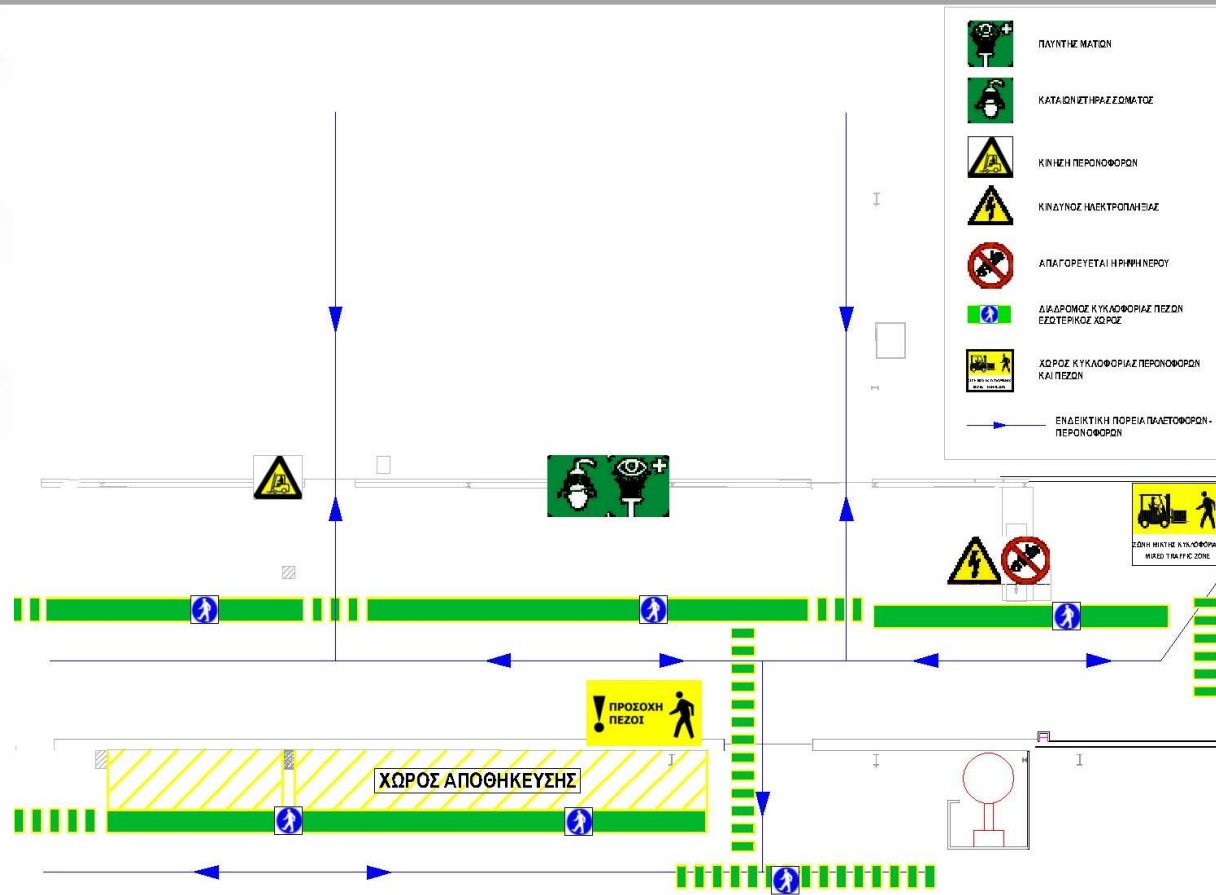 ΠΛΥΝΤΗΣ ΜΑΤΙΩΝ
ΚΑΤΑΙΩΝΙΣΤΗΡΑΣ ΣΩΜΑΤΟΣ
ΚΙΝΗΣΗ ΠΕΡΟΝΟΦΟΡΩΝ
ΚΙΝΔΥΝΟΣ ΗΛΕΚΤΡΟΠΛΗΞΙΑΣ
ΑΠΑΓΟΡΕΥΕΤΑΙ Η ΡΙΨΗ ΝΕΡΟΥ
ΔΙΑΔΡΟΜΟΣ ΚΥΚΛΟΦΟΡΙΑΣ ΠΕΖΩΝ
ΕΣΩΤΕΡΙΚΟΣ ΧΩΡΟΣ
ΧΩΡΟΣ ΚΥΚΛΟΦΟΡΙΑΣ ΠΕΡΟΝΟΦΟΡΩΝ
ΚΑΙ ΠΕΖΩΝ
ΕΝΔΕΙΚΤΙΚΗ ΠΟΡΕΙΑ ΠΑΛΕΤΟΦΟΡΩΝ-
ΠΕΡΟΝΟΦΟΡΩΝ
ΖΩΝΗ ΜΙΚΤΗΣ ΚΥΚΛΟΦΟΡΙΑ
MIXED TRAFFIC ZONE
ΠΡΟΣΟΧΗ
ΠΕΖΟΙ
ΧΩΡΟΣ ΑΠΟΘΗΚΕΥΣΗΣ